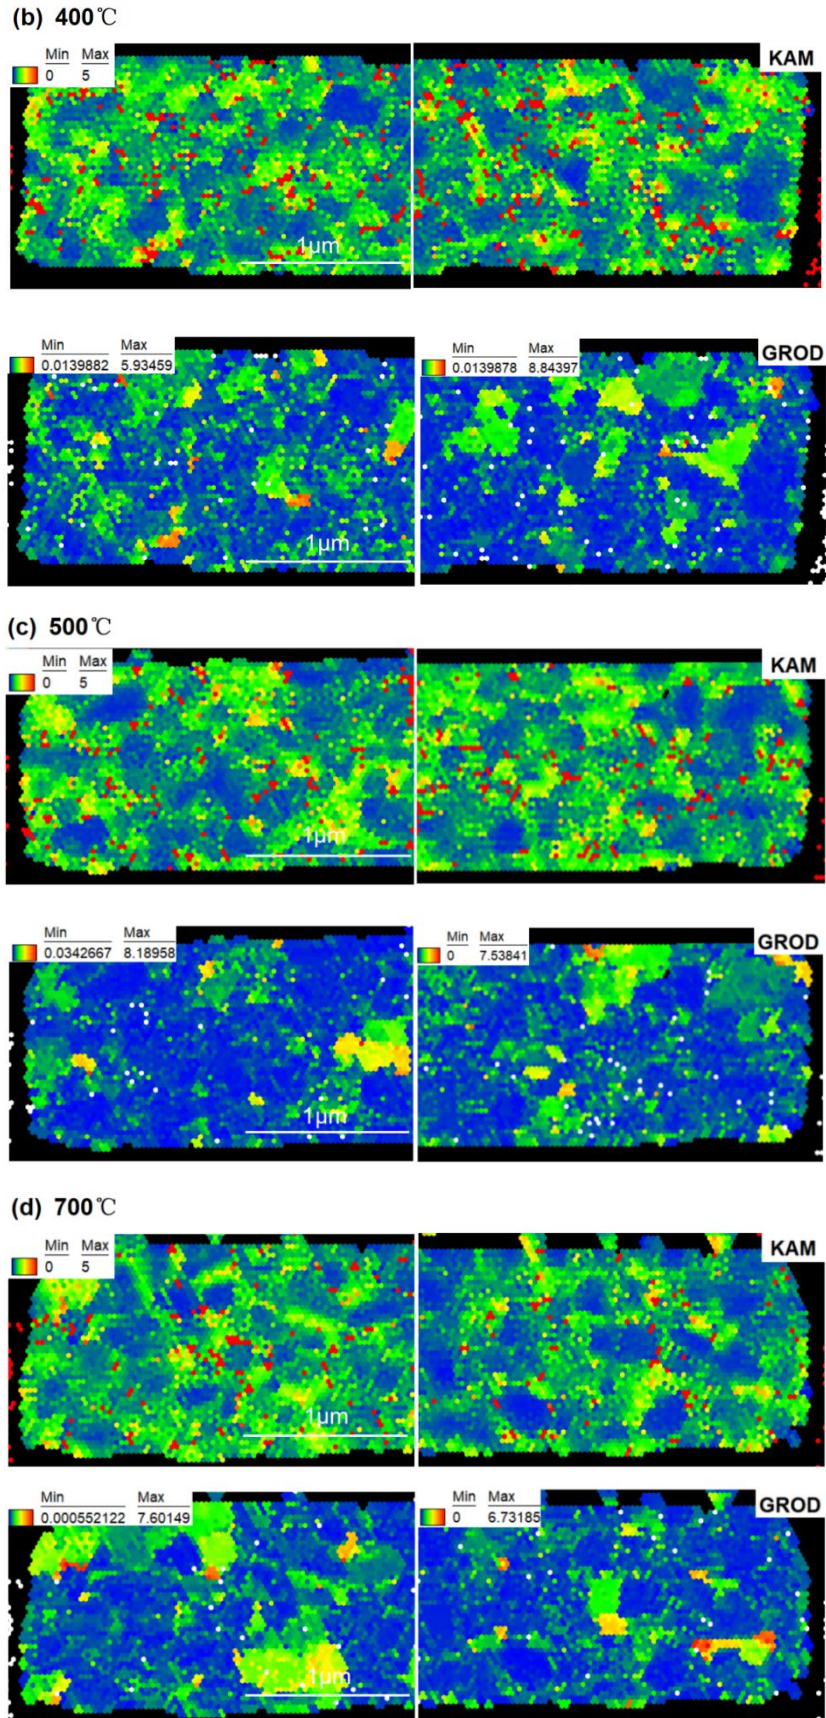 (b) 400℃
Min Max
0 5
KAM
1μm
Min Max
0.0139882 5.93459
Min Max
0.0139878 8.84397
GROD
1μm
(c) 500℃
Min Max
0 5
KAM
1μm
Min Max
0.0342667 8.18958
Min Max
0 7.53841
GROD
1μm
(d) 700℃
Min Max
0 5
KAM
1μm
Min Max
0.000552122 7.60149
Min Max
0 6.73185
GROD
1μm